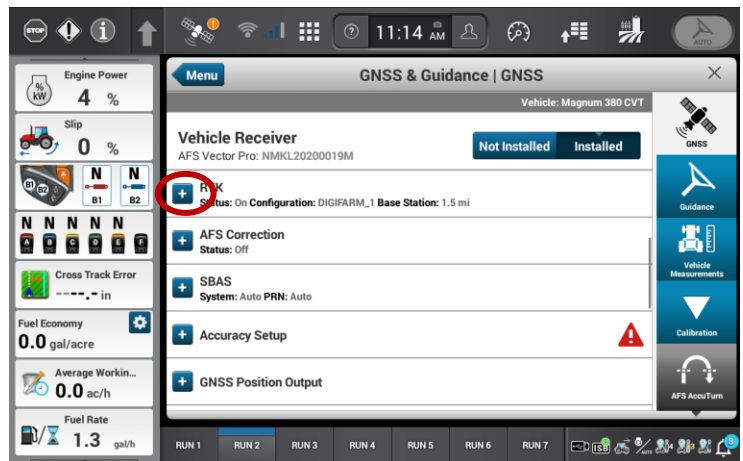 STOP
i
?
11:14 AM
AUTO
% kW
Engine Power
4 %
Slip
0 %
B1 B2
N
B1
N
B2
N N N N N
A B C D E F
Cross Track Error
----.- in
Fuel Economy
0.0 gal/acre
Average Workin...
0.0 ac/h
Fuel Rate
1.3 gal/h
Menu
GNSS & Guidance | GNSS
Vehicle: Magnum 380 CVT
Vehicle Receiver
AFS Vector Pro: NMKL20200019M
Not Installed
Installed
RTK
Status: On Configuration: DIGIFARM_1 Base Station: 1.5 mi
AFS Correction
Status: Off
SBAS
System: Auto PRN: Auto
Accuracy Setup
GNSS Position Output
GNSS
Guidance
Vehicle
Measurements
Calibration
AFS AccuTurn
RUN 1
RUN 2
RUN 3
RUN 4
RUN 5
RUN 6
RUN 7
ISB